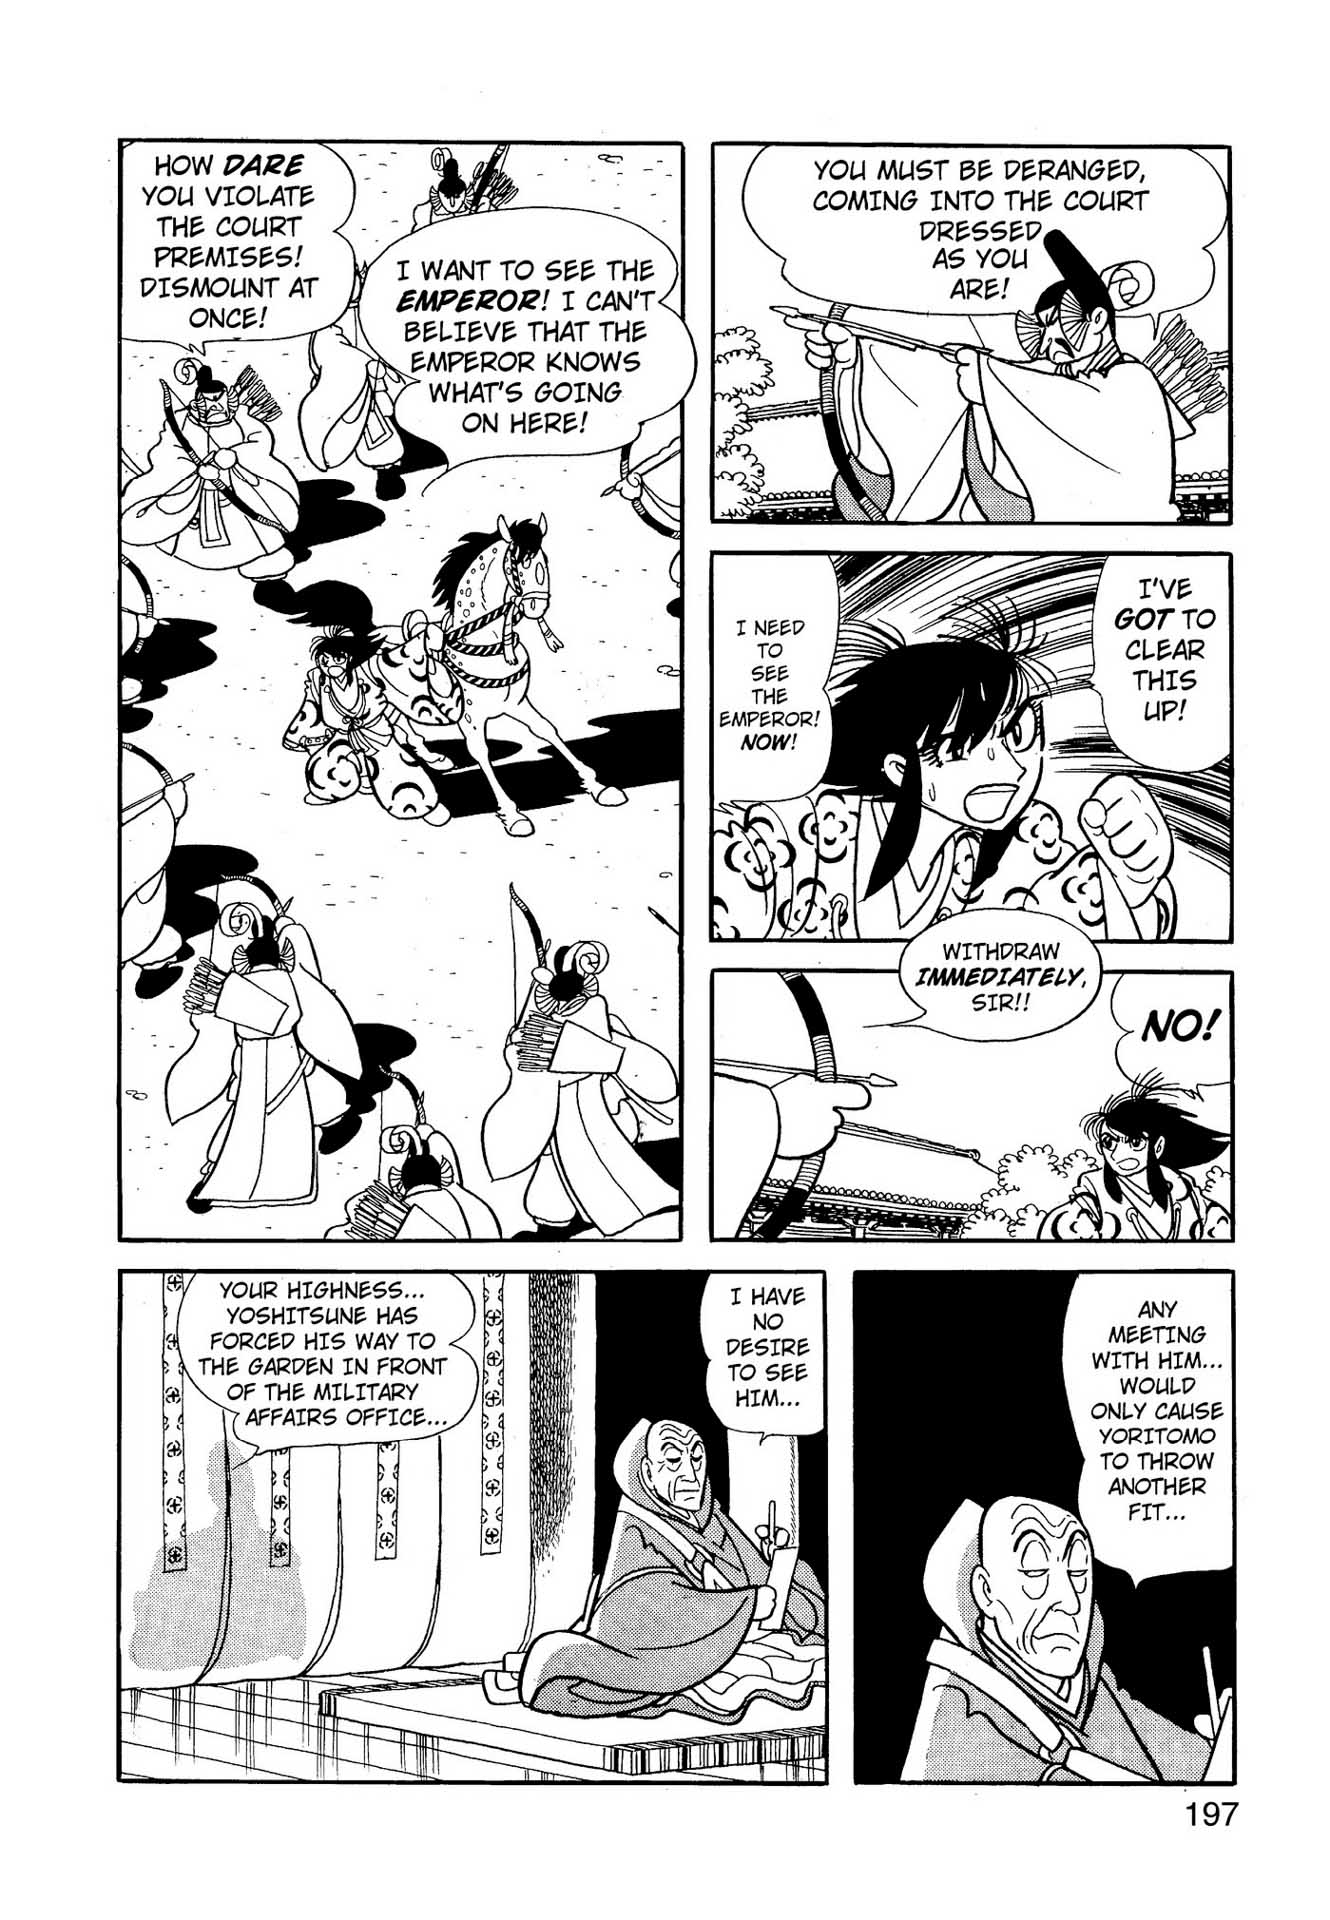 HOW DARE
YOU VIOLATE
THE COURT
PREMISES!
DISMOUNT AT
ONCE!
I WANT TO SEE THE
EMPEROR! I CAN'T
BELIEVE THAT THE
EMPEROR KNOWS
WHAT'S GOING
ON HERE!
YOU MUST BE DERANGED,
COMING INTO THE COURT
DRESSED
AS YOU
ARE!
I NEED
TO
SEE
THE
EMPEROR!
NOW!
I'VE
GOT TO
CLEAR
THIS
UP!
WITHDRAW
IMMEDIATELY,
SIR!!
NO!
YOUR HIGHNESS...
YOSHITSUNE HAS
FORCED HIS WAY TO
THE GARDEN IN FRONT
OF THE MILITARY
AFFAIRS OFFICE...
I HAVE
NO
DESIRE
TO SEE
HIM...
ANY
MEETING
WITH HIM...
WOULD
ONLY CAUSE
YORITOMO
TO THROW
ANOTHER
FIT...
197